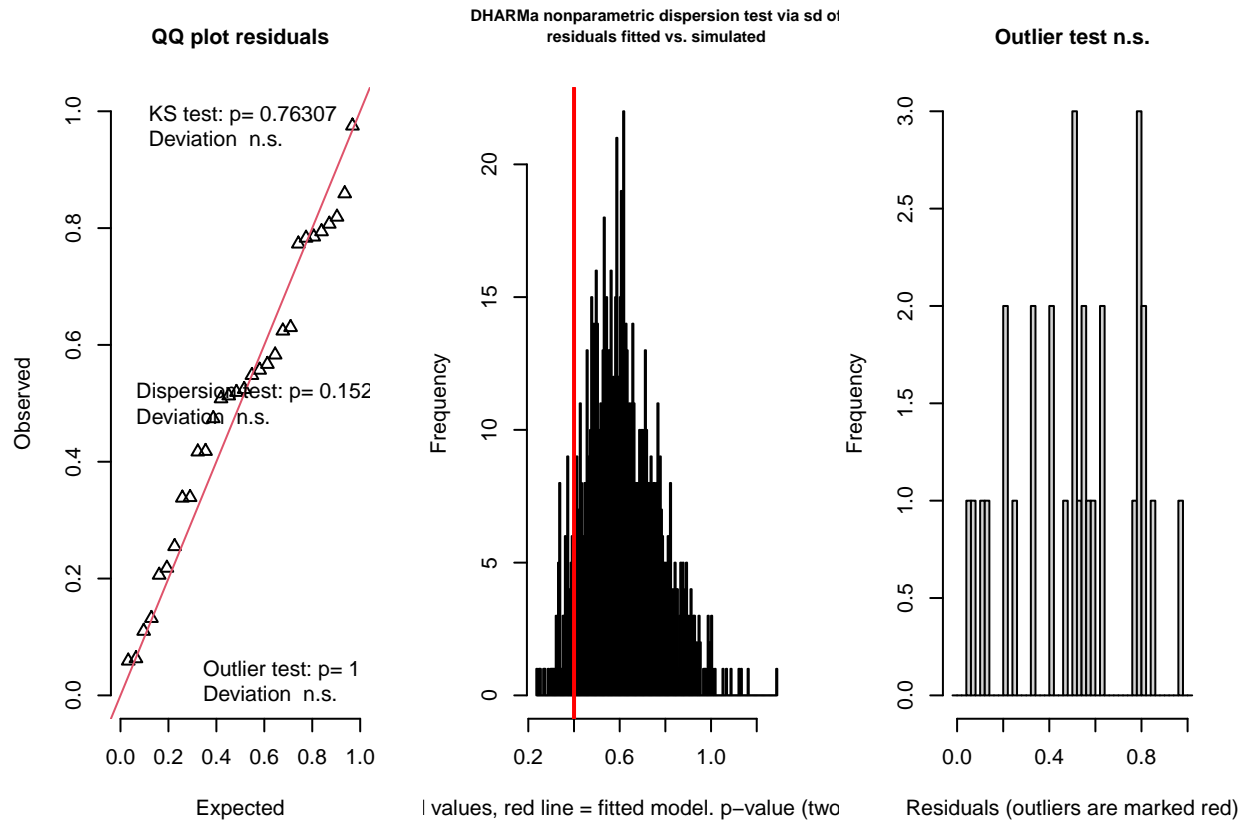 QQ plot residuals
KS test: p= 0.76307
Deviation n.s.
Dispersion test: p= 0.152
Deviation n.s.
Outlier test: p= 1
Deviation n.s.
Observed
0.0 0.2 0.4 0.6 0.8 1.0
0.0 0.2 0.4 0.6 0.8 1.0
Expected
DHARMa nonparametric dispersion test via sd of
residuals fitted vs. simulated
Frequency
0 5 10 15 20
0.2 0.6 1.0
l values, red line = fitted model. p−value (two
Outlier test n.s.
Frequency
0.0 0.5 1.0 1.5 2.0 2.5 3.0
0.0 0.4 0.8
Residuals (outliers are marked red)